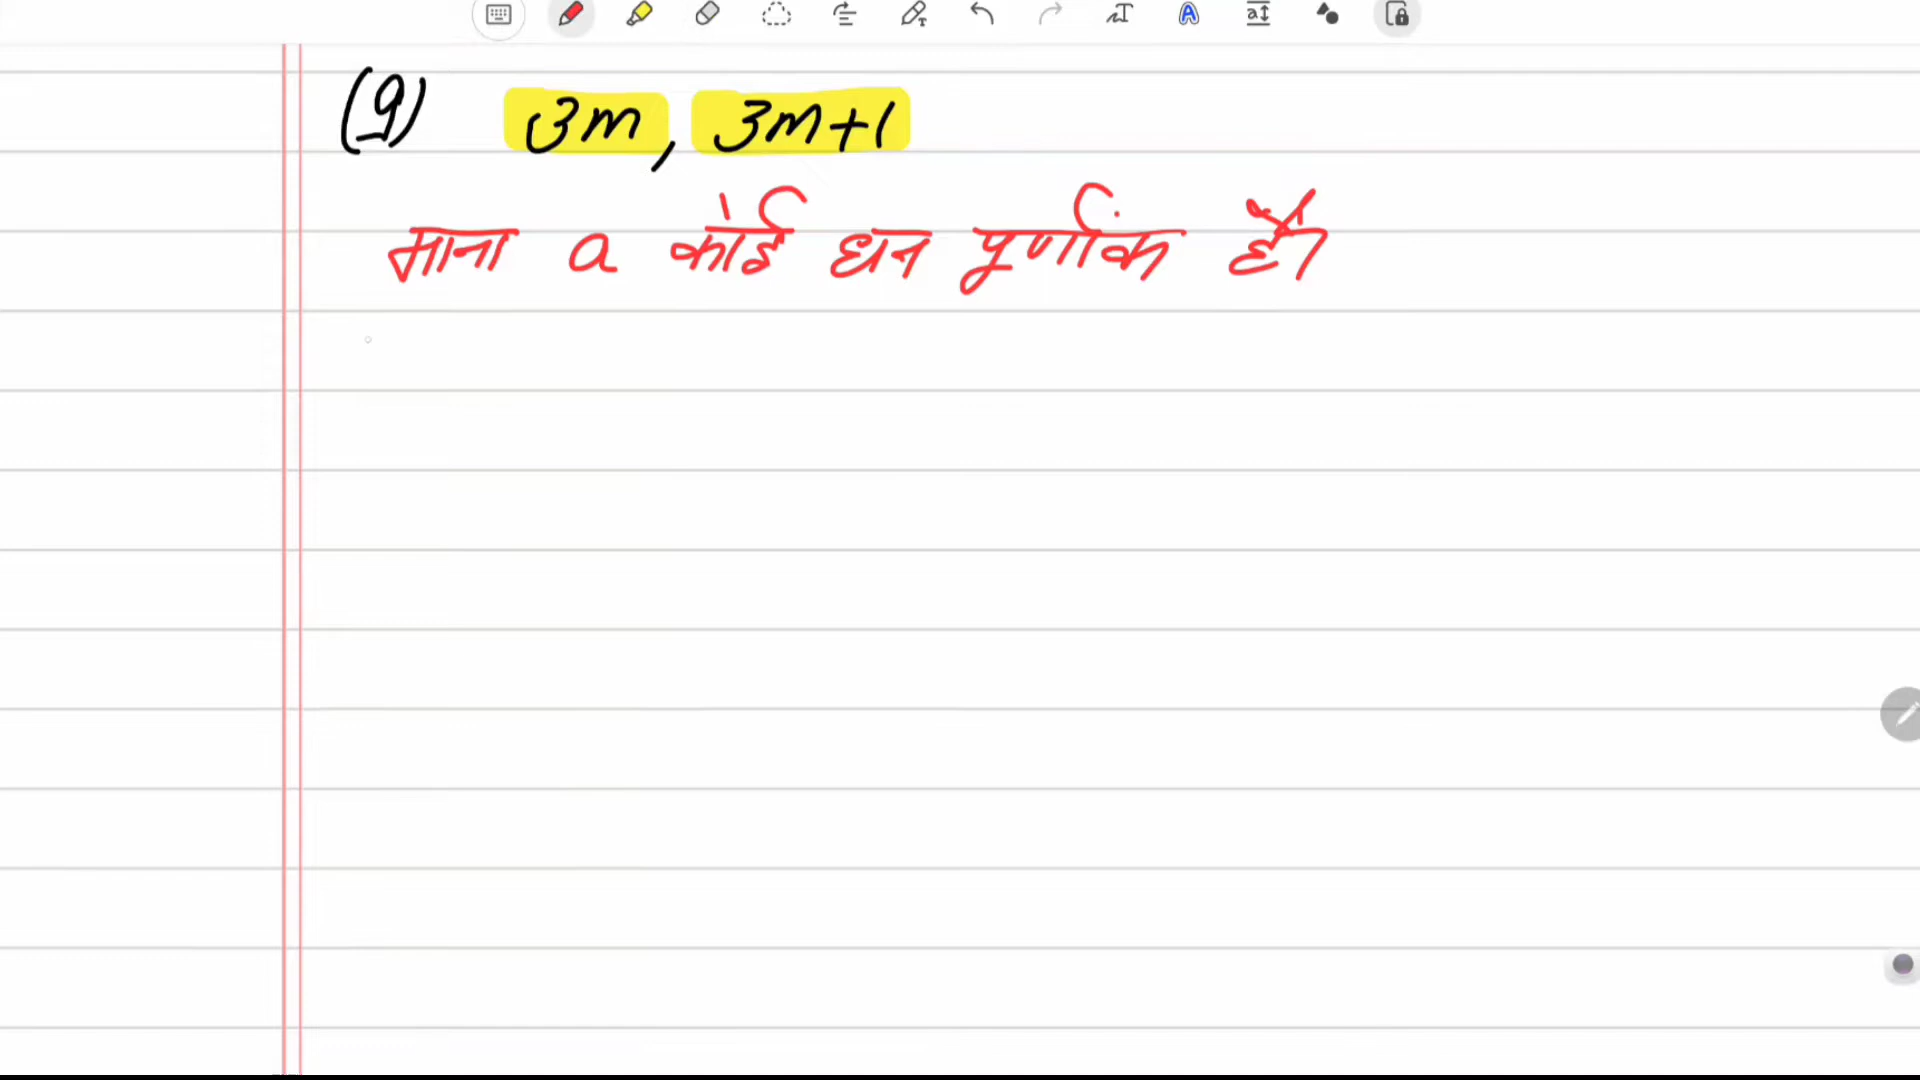 (9) 3m, 3m+1
माना a कोई धन पुर्णांक है।